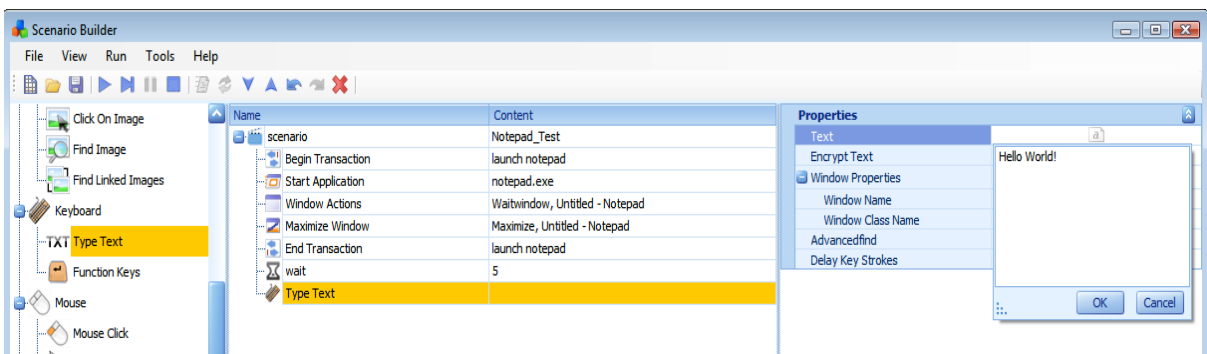 Scenario Builder
File View Run Tools Help
Click On Image
Find Image
Find Linked Images
Keyboard
TXT Type Text
Function Keys
Mouse
Mouse Click
Name Content
scenario Notepad_Test
Begin Transaction launch notepad
Start Application notepad.exe
Window Actions Waitwindow, Untitled - Notepad
Maximize Window Maximize, Untitled - Notepad
End Transaction launch notepad
wait 5
Type Text
Properties
Text a
Encrypt Text
Window Properties
Window Name
Window Class Name
Advancedfind
Delay Key Strokes
Hello World!
OK Cancel